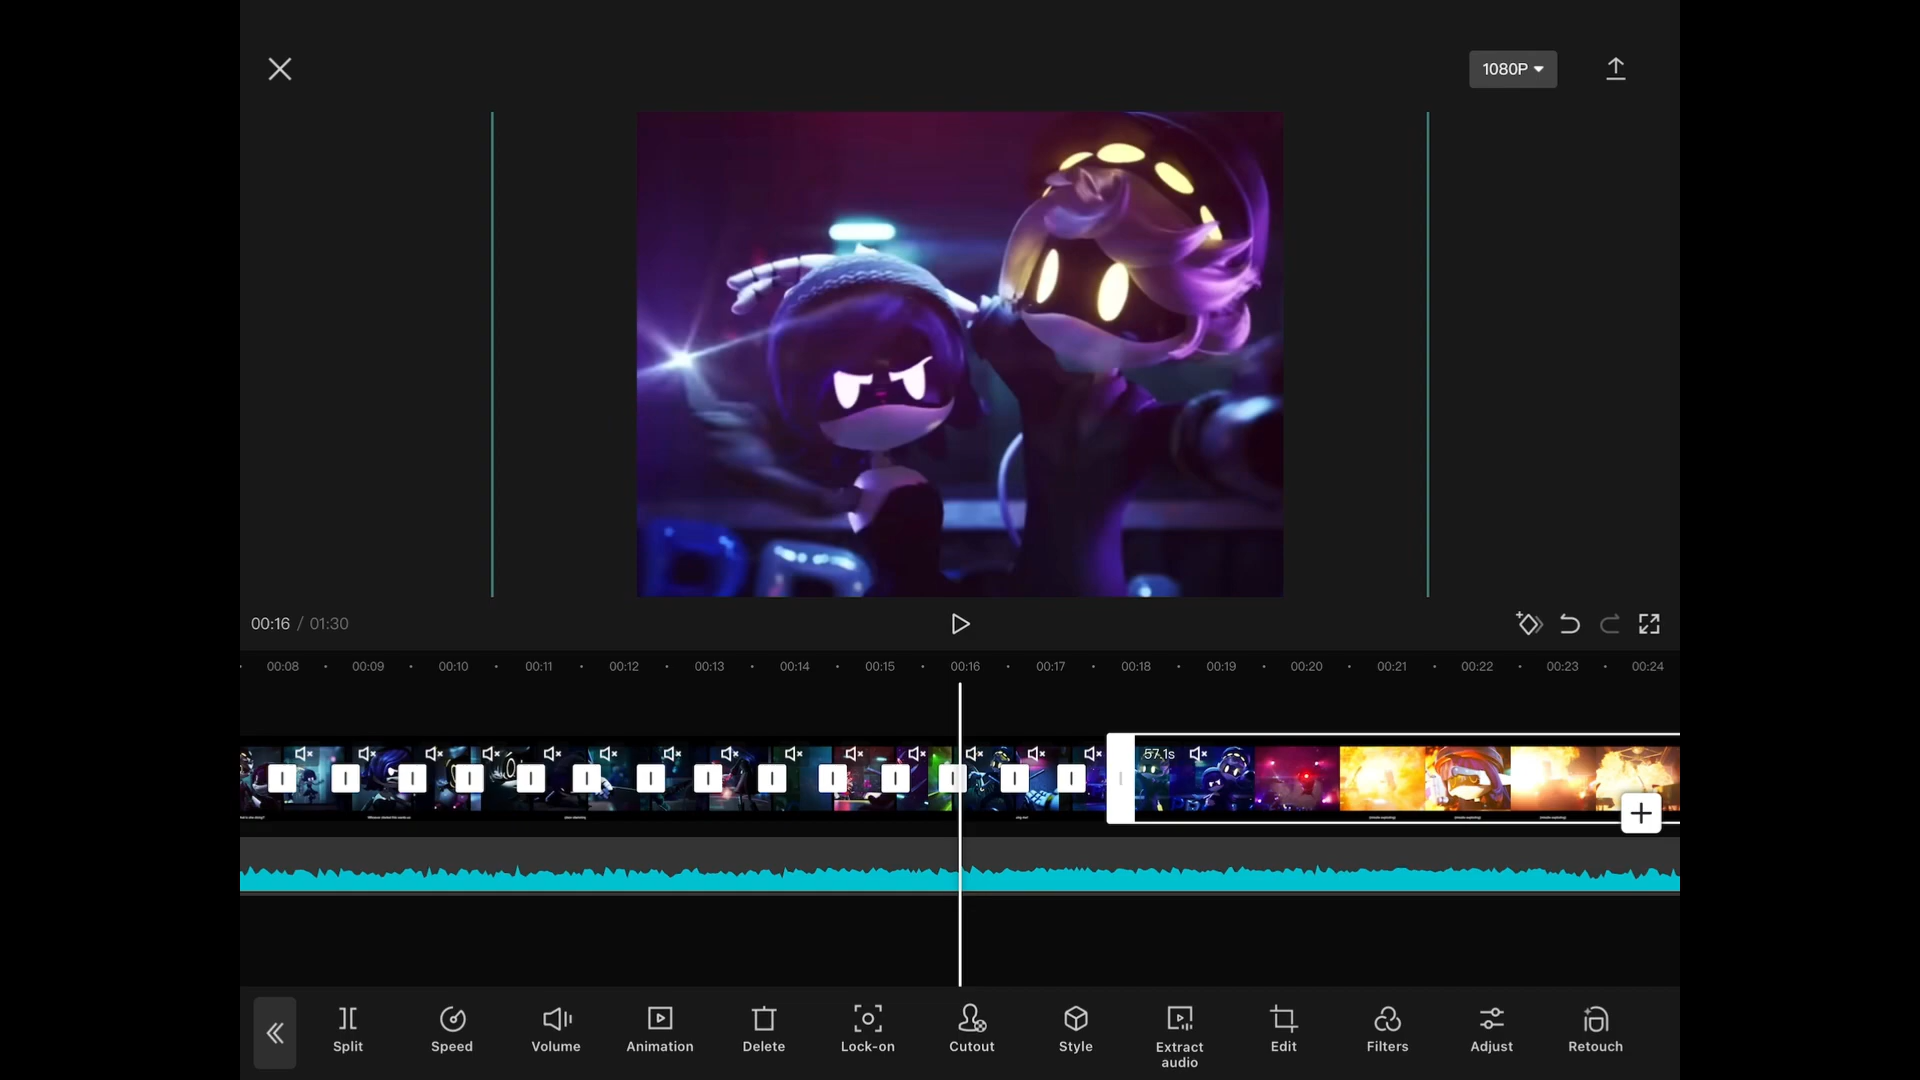 1080P
00:16 / 01:30
00:08 00:09 00:10 00:11 00:12 00:13 00:14 00:15 00:16 00:17 00:18 00:19 00:20 00:21 00:22 00:23 00:24
57.1s
Split Speed Volume Animation Delete Lock-on Cutout Style Extract audio Edit Filters Adjust Retouch